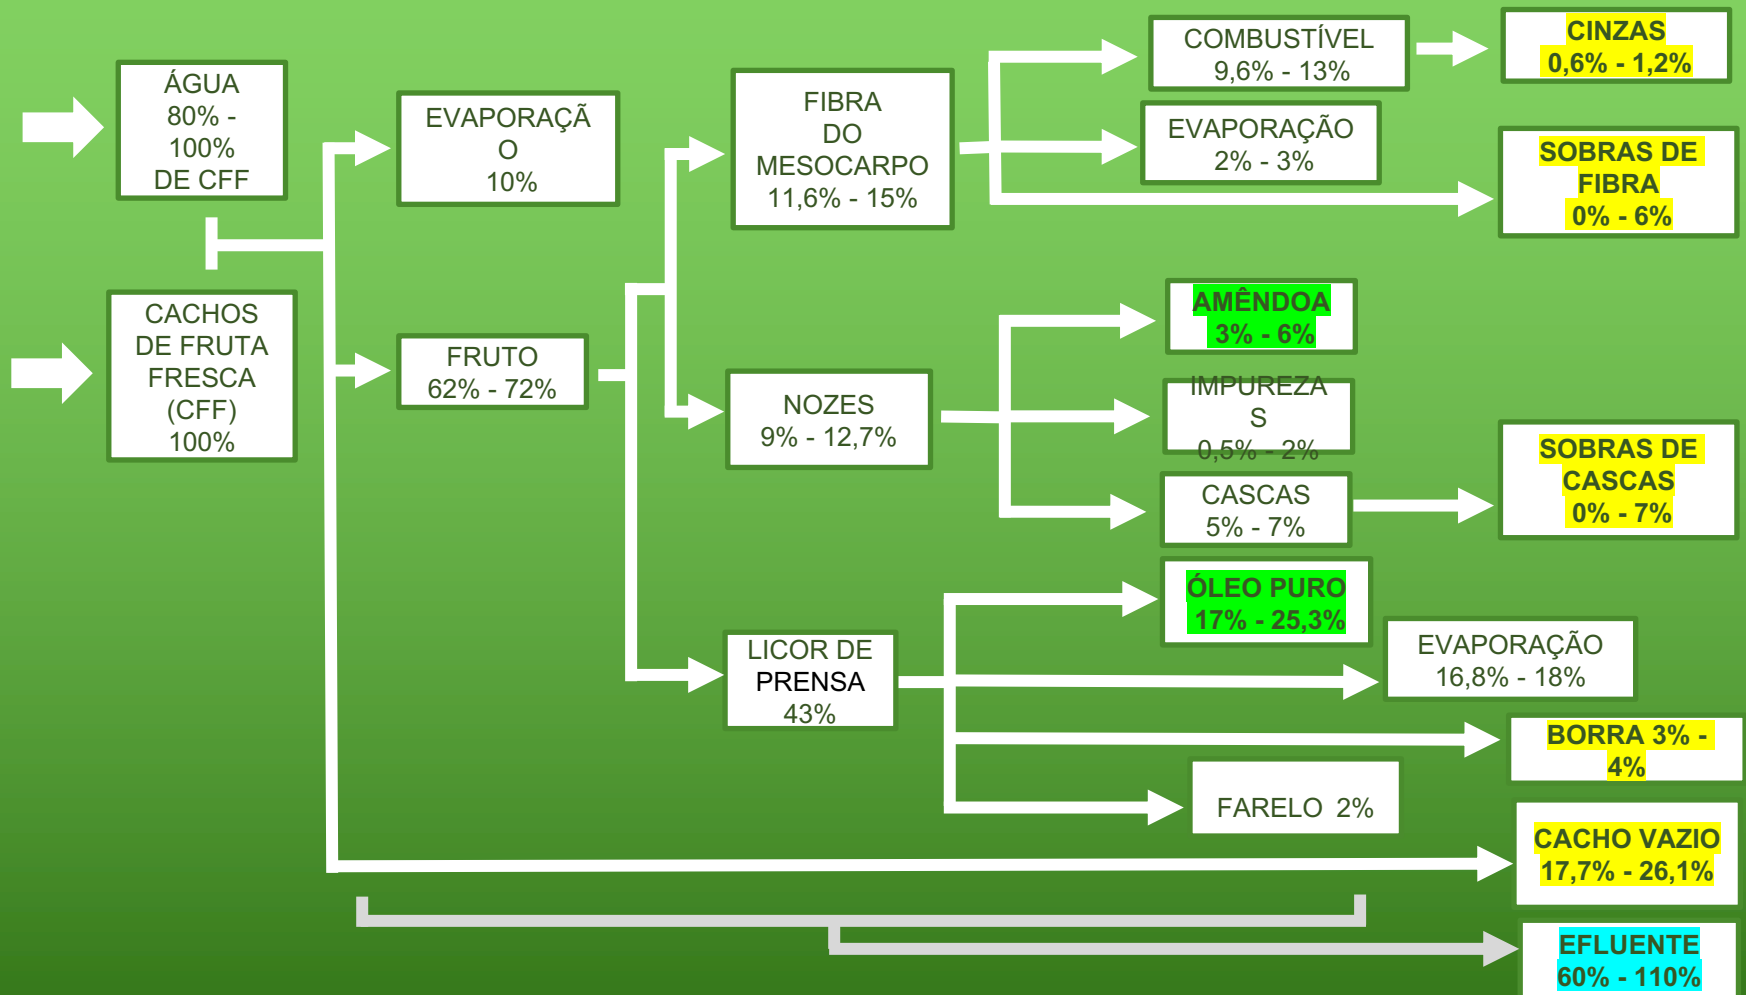 ÁGUA
80% -
100%
DE CFF
CACHOS
DE FRUTA
FRESCA
(CFF)
100%
EVAPORAÇÃ
O
10%
FRUTO
62% - 72%
FIBRA
DO
MESOCARPO
11,6% - 15%
NOZES
9% - 12,7%
LICOR DE
PRENSA
43%
COMBUSTÍVEL
9,6% - 13%
EVAPORAÇÃO
2% - 3%
AMÊNDOA
3% - 6%
IMPUREZA
S
0,5% - 2%
CASCAS
5% - 7%
ÓLEO PURO
17% - 25,3%
EVAPORAÇÃO
16,8% - 18%
FARELO 2%
CINZAS
0,6% - 1,2%
SOBRAS DE
FIBRA
0% - 6%
SOBRAS DE
CASCAS
0% - 7%
BORRA 3% -
4%
CACHO VAZIO
17,7% - 26,1%
EFLUENTE
60% - 110%